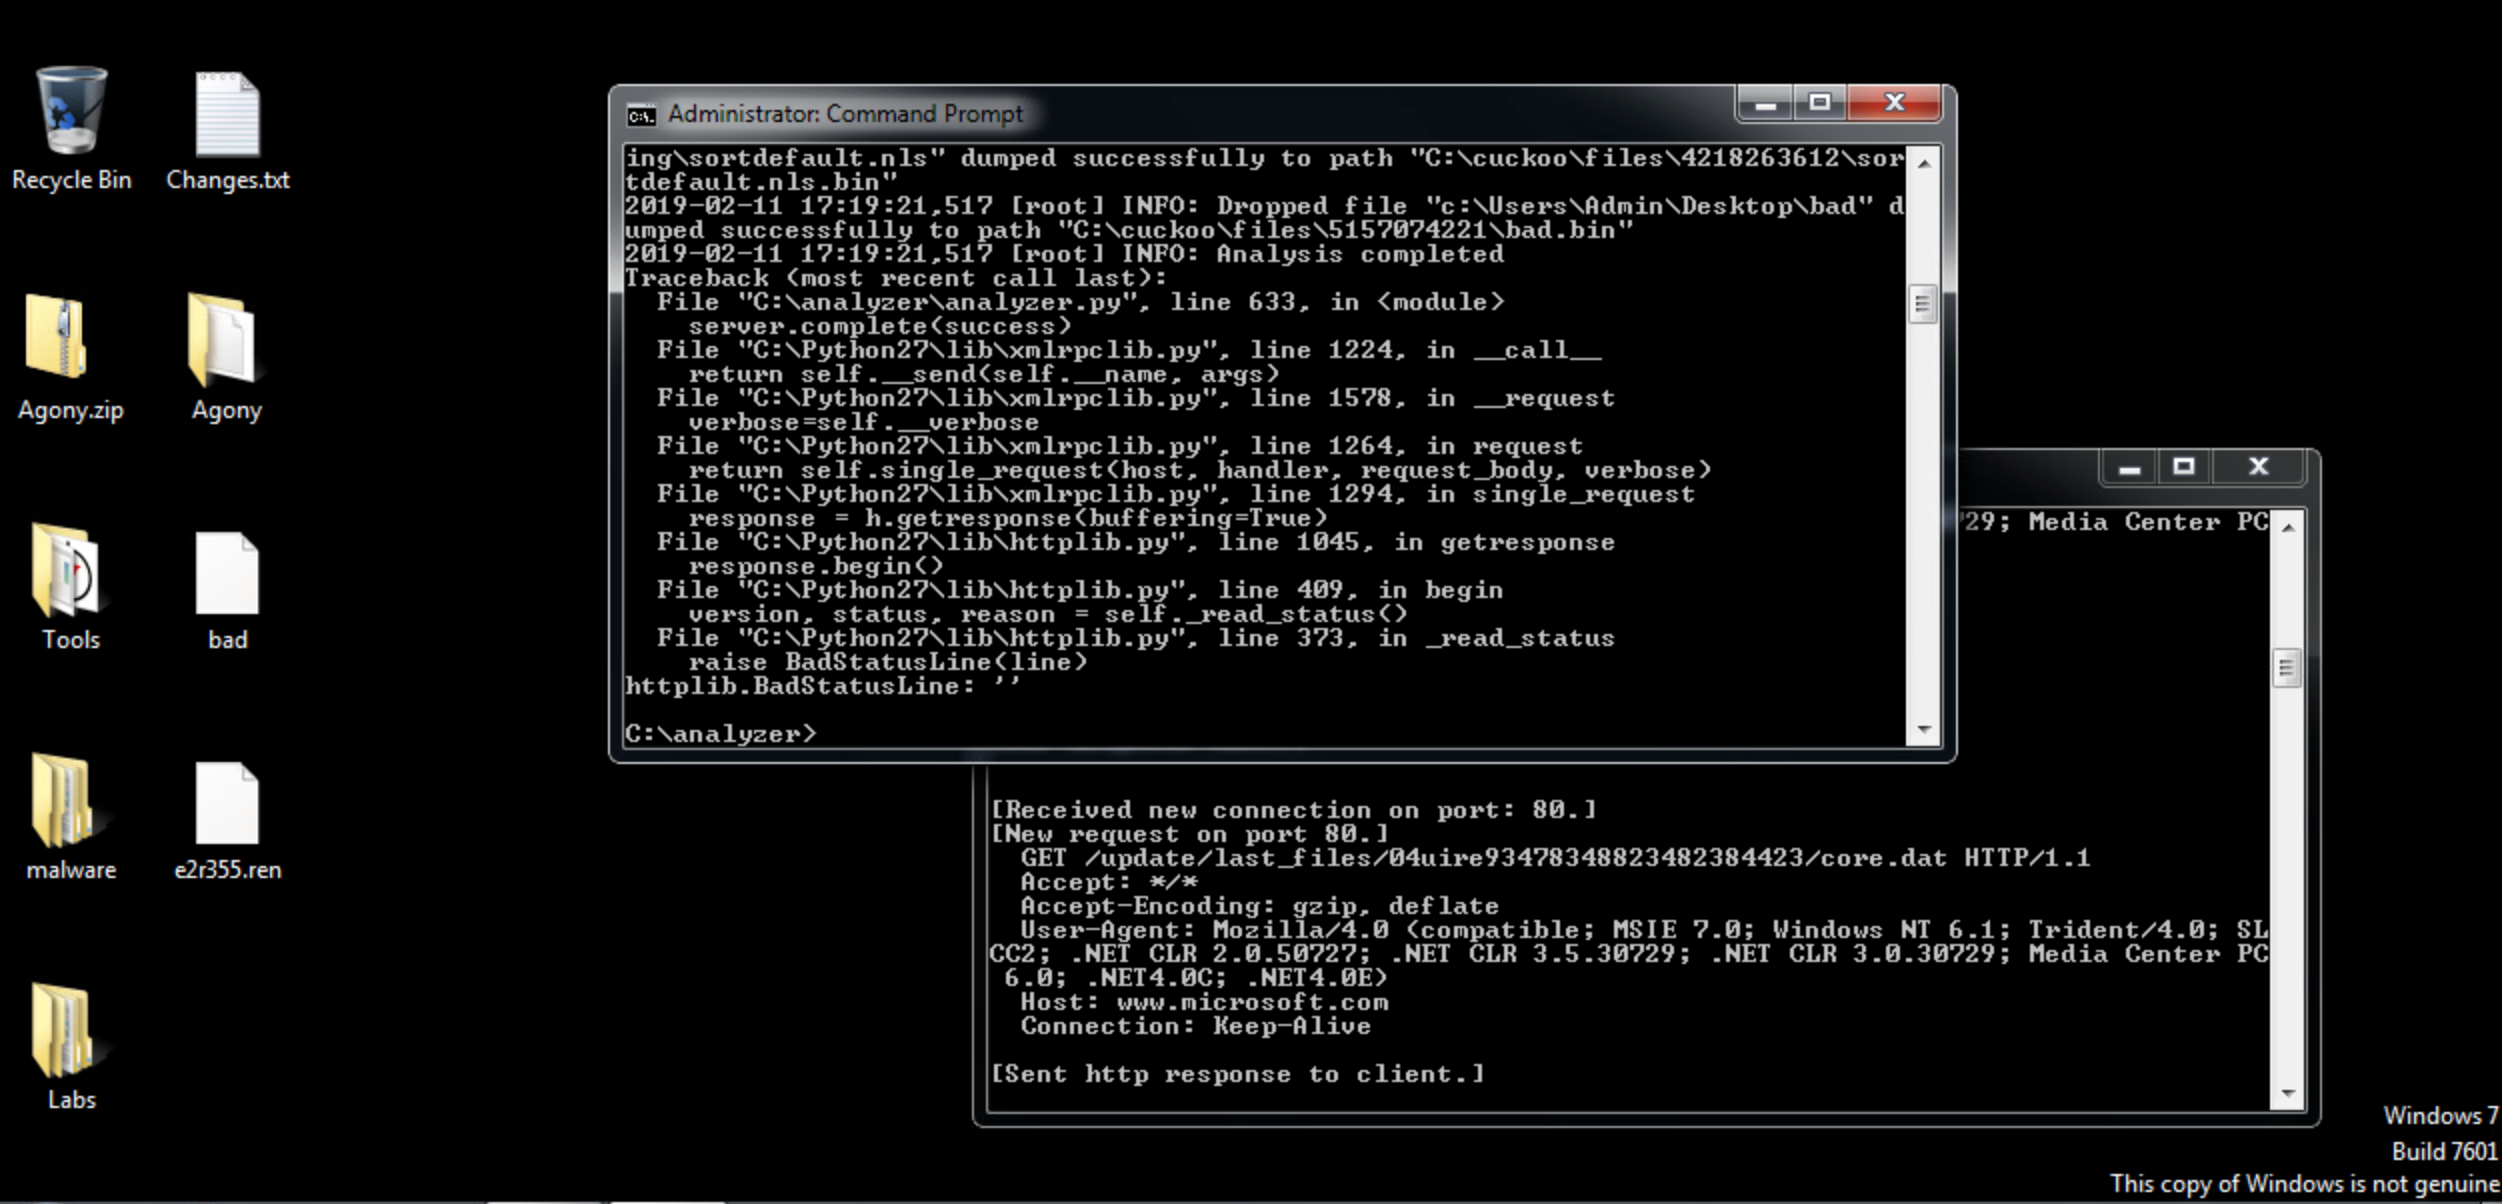 Recycle Bin
Changes.txt
Agony.zip
Agony
Tools
bad
malware
e2r355.ren
Labs
Administrator: Command Prompt
ing\sortdefault.nls" dumped successfully to path "C:\cuckoo\files\4218263612\sor
tdefault.nls.bin"
2019-02-11 17:19:21,517 [root] INFO: Dropped file "c:\Users\Admin\Desktop\bad" d
umped successfully to path "C:\cuckoo\files\5157074221\bad.bin"
2019-02-11 17:19:21,517 [root] INFO: Analysis completed
Traceback (most recent call last):
  File "C:\analyzer\analyzer.py", line 633, in <module>
    server.complete(success)
  File "C:\Python27\lib\xmlrpclib.py", line 1224, in __call__
    return self.__send(self.__name, args)
  File "C:\Python27\lib\xmlrpclib.py", line 1578, in __request
    verbose=self.__verbose
  File "C:\Python27\lib\xmlrpclib.py", line 1264, in request
    return self.single_request(host, handler, request_body, verbose)
  File "C:\Python27\lib\xmlrpclib.py", line 1294, in single_request
    response = h.getresponse(buffering=True)
  File "C:\Python27\lib\httplib.py", line 1045, in getresponse
    response.begin()
  File "C:\Python27\lib\httplib.py", line 409, in begin
    version, status, reason = self._read_status()
  File "C:\Python27\lib\httplib.py", line 373, in _read_status
    raise BadStatusLine(line)
httplib.BadStatusLine: ''
C:\analyzer>
29; Media Center PC
[Received new connection on port: 80.]
[New request on port 80.]
  GET /update/last_files/04uire93478348823482384423/core.dat HTTP/1.1
  Accept: */*
  Accept-Encoding: gzip, deflate
  User-Agent: Mozilla/4.0 (compatible; MSIE 7.0; Windows NT 6.1; Trident/4.0; SL
CC2; .NET CLR 2.0.50727; .NET CLR 3.5.30729; .NET CLR 3.0.30729; Media Center PC
 6.0; .NET4.0C; .NET4.0E)
  Host: www.microsoft.com
  Connection: Keep-Alive
[Sent http response to client.]
Windows 7
Build 7601
This copy of Windows is not genuine